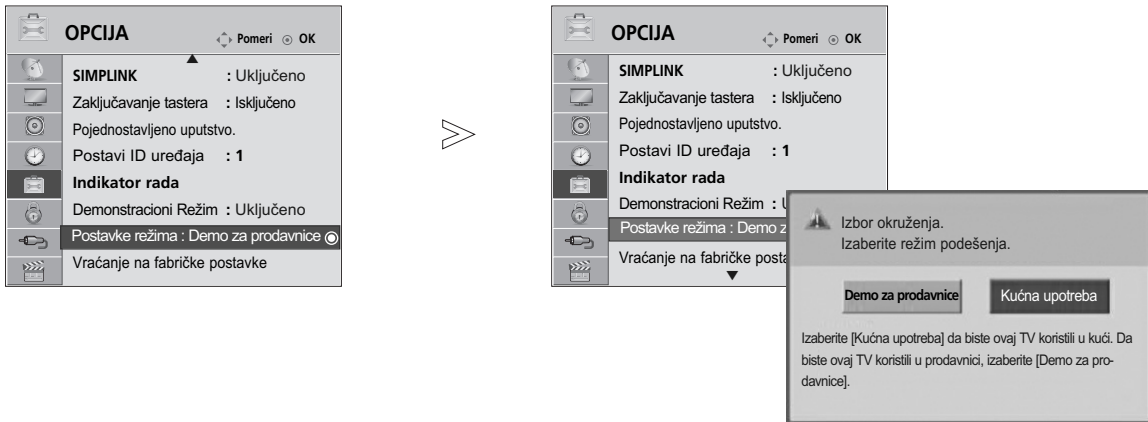 OPCIJA
Pomeri OK
SIMPLINK : Uključeno
Zaključavanje tastera : Isključeno
Pojednostavljeno uputstvo.
Postavi ID uređaja : 1
Indikator rada
Demonstracioni Režim : Uključeno
Postavke režima : Demo za prodavnice
Vraćanje na fabričke postavke
OPCIJA
Pomeri OK
SIMPLINK : Uključeno
Zaključavanje tastera : Isključeno
Pojednostavljeno uputstvo.
Postavi ID uređaja : 1
Indikator rada
Demonstracioni Režim :
Postavke režima : Demo
Vraćanje na fabričke
Izbor okruženja.
Izaberite režim podešenja.
Demo za prodavnice
Kućna upotreba
Izaberite [Kućna upotreba] da biste ovaj TV koristili u kući. Da
biste ovaj TV koristili u prodavnici, izaberite [Demo za pro-
davnice].